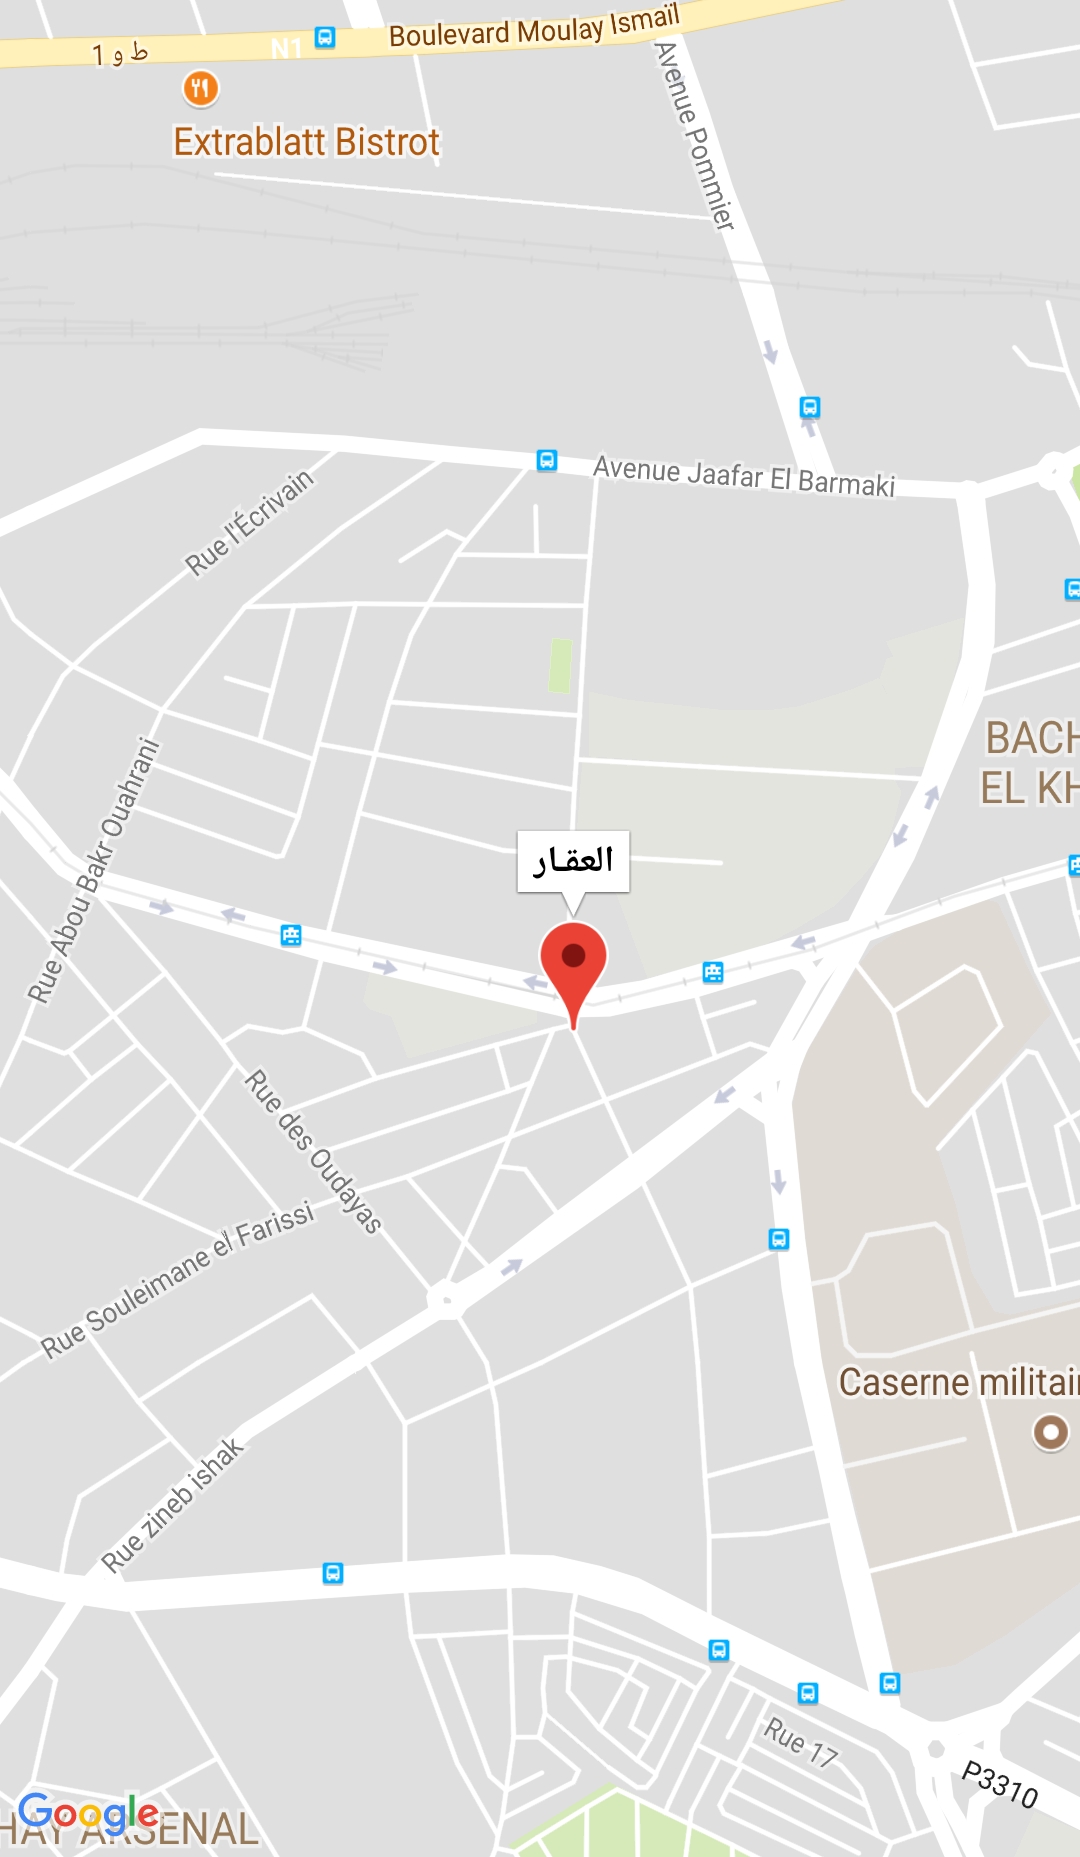 Boulevard Moulay Ismaïl
ط و 1
N1
Extrablatt Bistrot
Avenue Pommier
Avenue Jaafar El Barmaki
Rue l'Écrivain
BACH
EL KH
Rue Abou Bakr Ouahrani
العقار
Rue des Oudayas
Rue Souleimane el Farissi
Caserne militair
Rue zineb ishak
Rue 17
P3310
Google
HAY ARSENAL